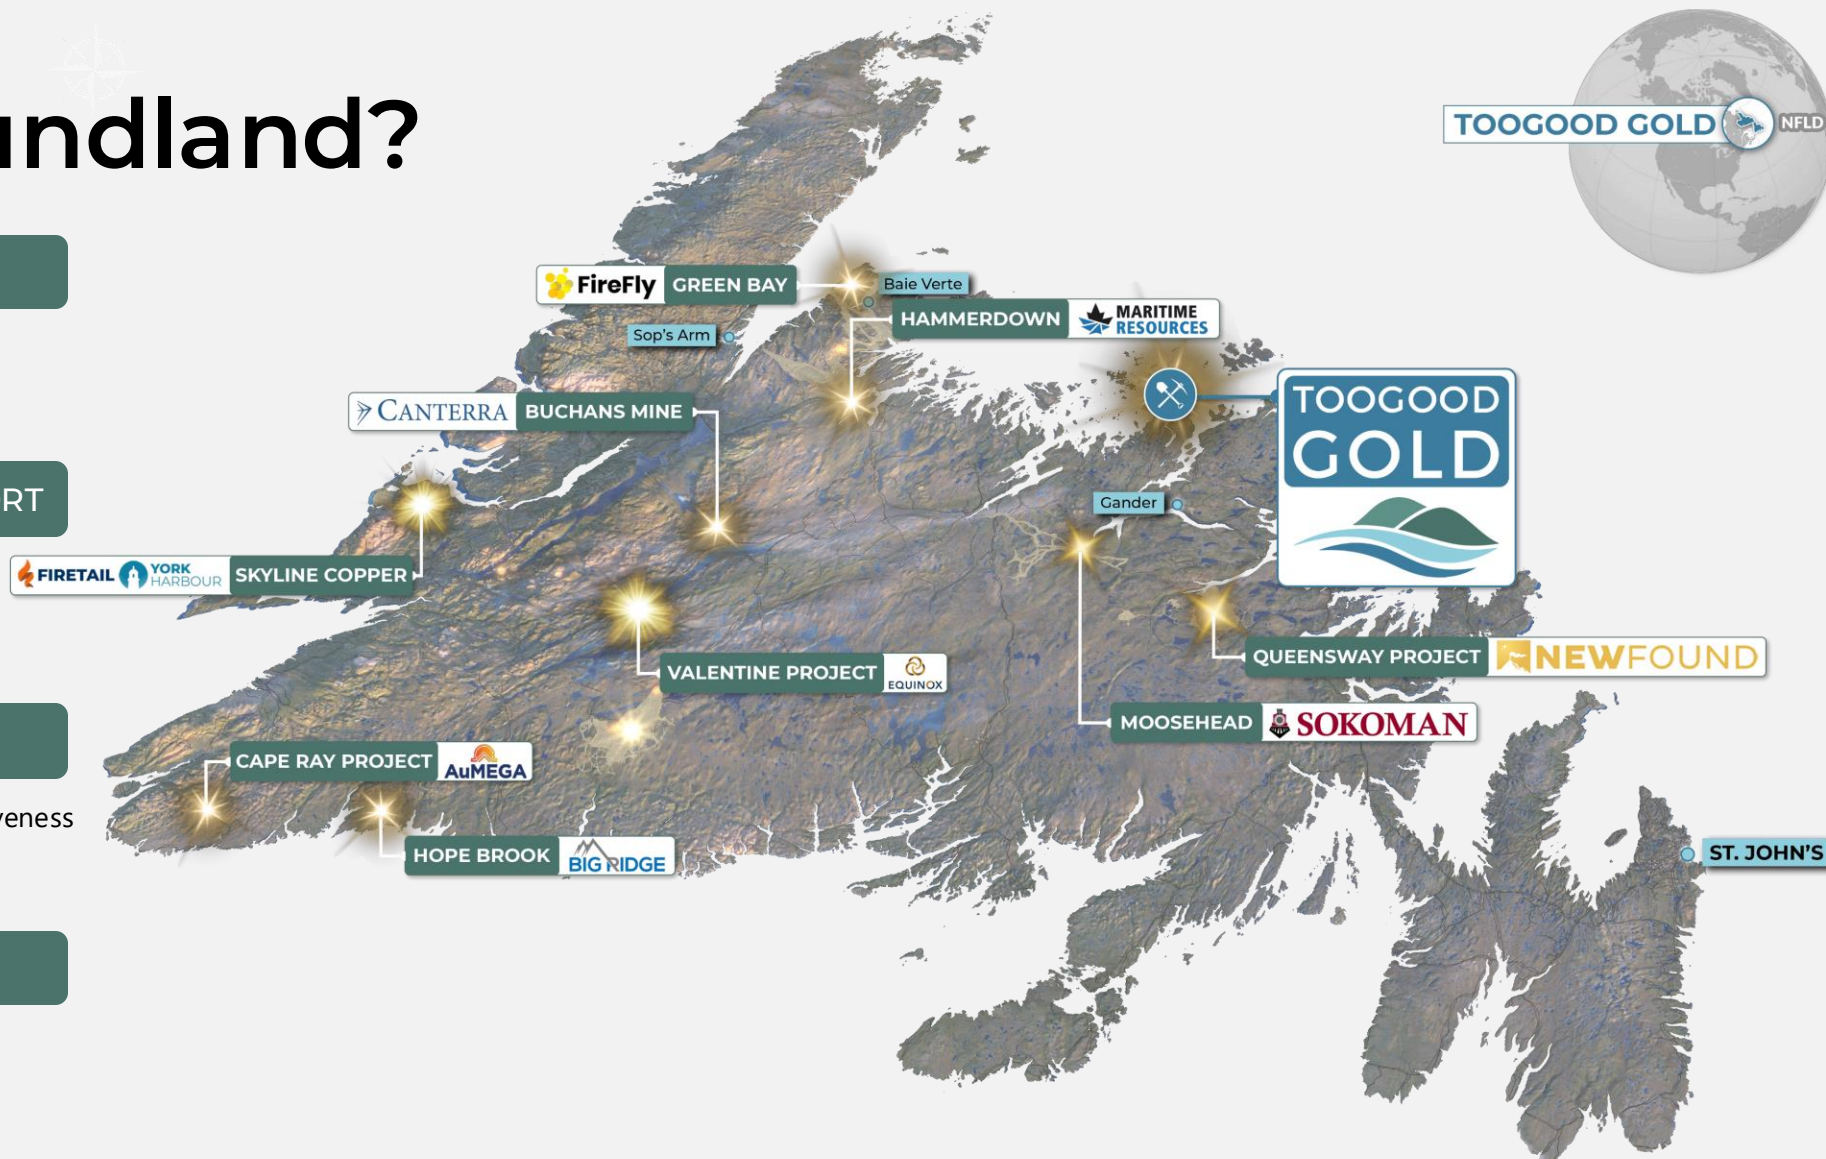 undland?
TOOGOOD GOLD
NFLD
FireFly GREEN BAY
Baie Verte
HAMMERDOWN MARITIME
RESOURCES
Sop's Arm
CANTERRA BUCHANS MINE
TOOGOOD
GOLD
RT
Gander
FIRETAIL YORK
HARBOUR SKYLINE COPPER
QUEENSWAY PROJECT NEWFOUND
VALENTINE PROJECT EQUINOX
MOOSEHEAD SOKOMAN
CAPE RAY PROJECT AuMEGA
veness
HOPE BROOK BIG RIDGE
ST. JOHN'S